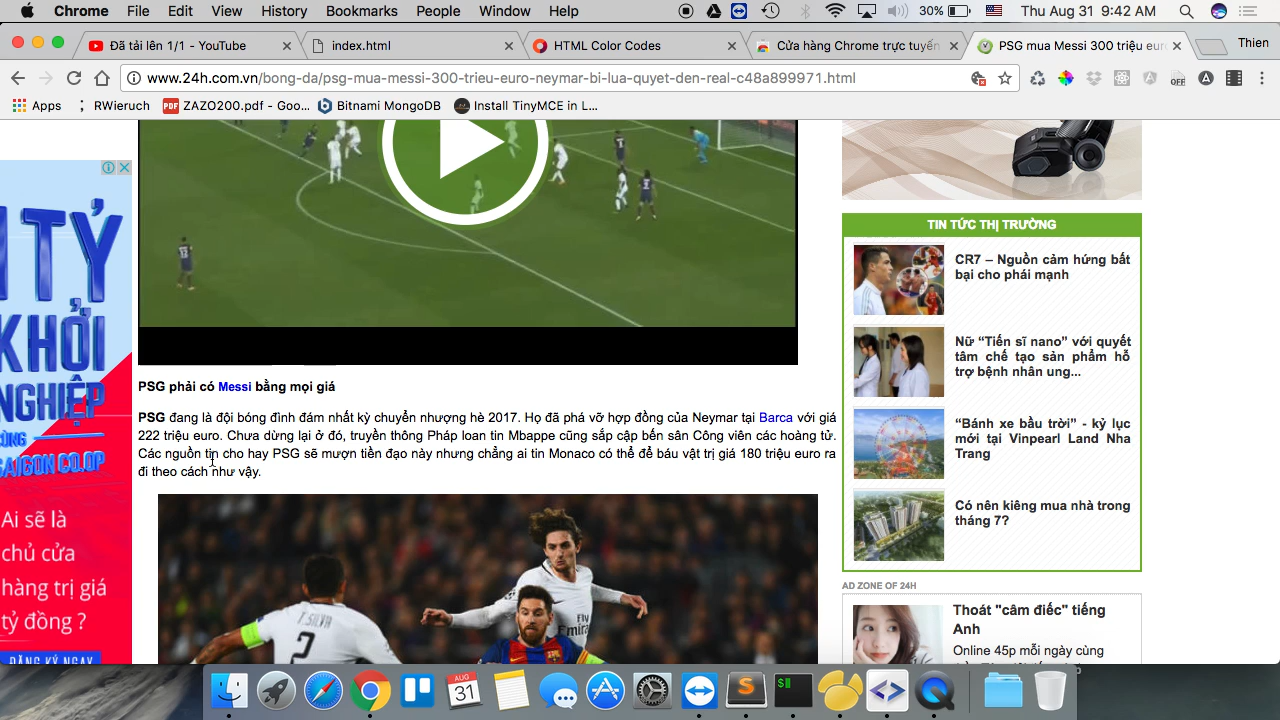 Chrome File Edit View History Bookmarks People Window Help 30% Thu Aug 31 9:42 AM
Đã tải lên 1/1 - YouTube index.html HTML Color Codes Cửa hàng Chrome trực tuyến PSG mua Messi 300 triệu eur Thien
www.24h.com.vn/bong-da/psg-mua-messi-300-trieu-euro-neymar-bi-lua-quyet-den-real-c48a899971.html
OFF
Apps RWieruch PDF ZAZO200.pdf - Goo... Bitnami MongoDB Install TinyMCE in L...
TỶ
KHỞI
NGHIỆP
CÙNG
SAIGON CO.OP
Ai sẽ là
chủ cửa
hàng trị giá
tỷ đồng ?
ĐĂNG KÝ NGAY
PSG phải có Messi bằng mọi giá
PSG đang là đội bóng đình đám nhất kỳ chuyển nhượng hè 2017. Họ đã phá vỡ hợp đồng của Neymar tại Barca với giá
222 triệu euro. Chưa dừng lại ở đó, truyền thông Pháp loan tin Mbappe cũng sắp cập bến sân Công viên các hoàng tử.
Các nguồn tin cho hay PSG sẽ mượn tiền đạo này nhưng chẳng ai tin Monaco có thể để báu vật trị giá 180 triệu euro ra
đi theo cách như vậy.
T. SILVA
2
Fly
Emirates
TIN TỨC THỊ TRƯỜNG
CR7 – Nguồn cảm hứng bất
bại cho phái mạnh
Nữ “Tiến sĩ nano” với quyết
tâm chế tạo sản phẩm hỗ
trợ bệnh nhân ung...
“Bánh xe bầu trời” - kỷ lục
mới tại Vinpearl Land Nha
Trang
Có nên kiêng mua nhà trong
tháng 7?
AD ZONE OF 24H
Thoát "câm điếc" tiếng
Anh
Online 45p mỗi ngày cùng
AUG
31